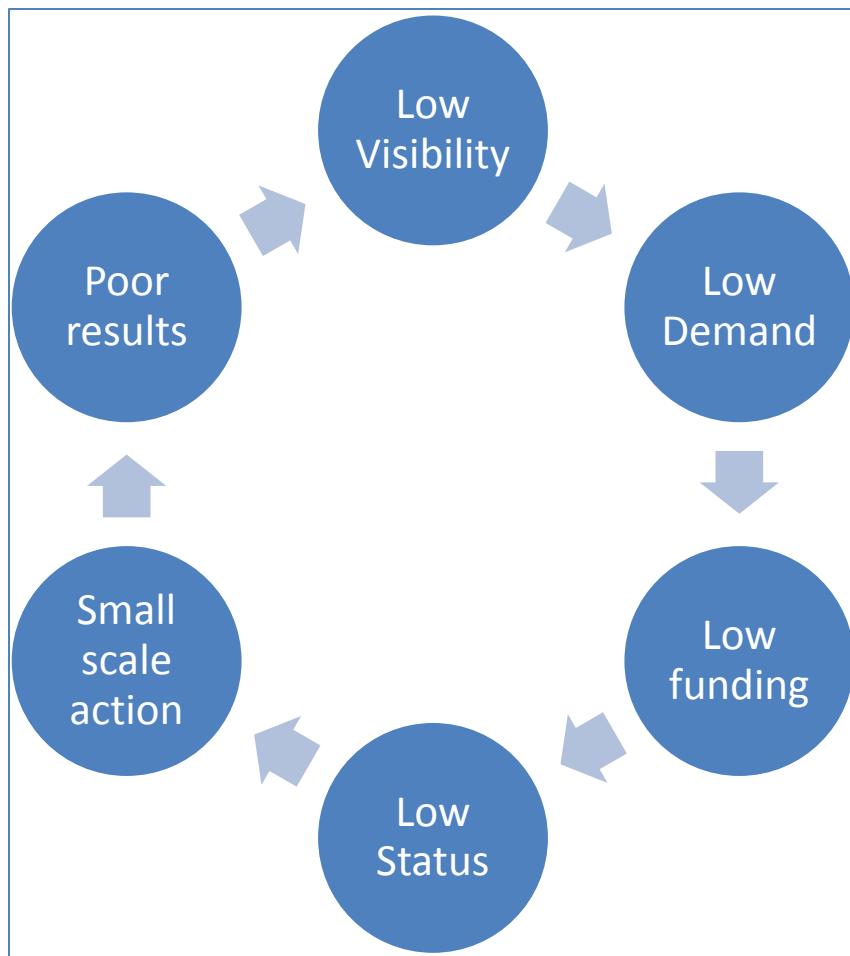 Low
Visibility
Low
Demand
Low
funding
Low
Status
Small
scale
action
Poor
results